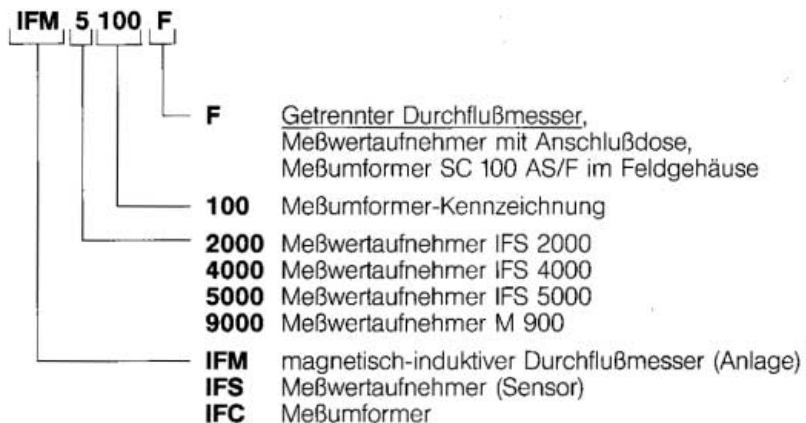 IFM 5 100 F
F Getrennter Durchflußmesser,
Meßwertaufnehmer mit Anschlußdose,
Meßumformer SC 100 AS/F im Feldgehäuse
100 Meßumformer-Kennzeichnung
2000 Meßwertaufnehmer IFS 2000
4000 Meßwertaufnehmer IFS 4000
5000 Meßwertaufnehmer IFS 5000
9000 Meßwertaufnehmer M 900
IFM magnetisch-induktiver Durchflußmesser (Anlage)
IFS Meßwertaufnehmer (Sensor)
IFC Meßumformer